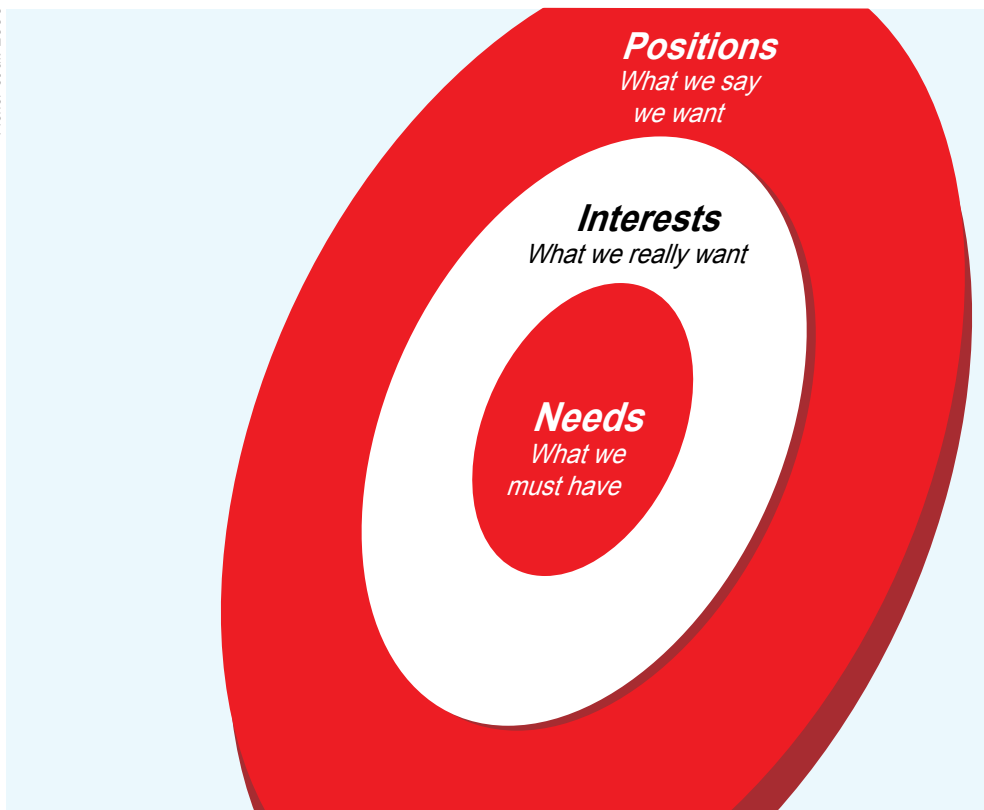 Positions
What we say
we want
Interests
What we really want
Needs
What we
must have